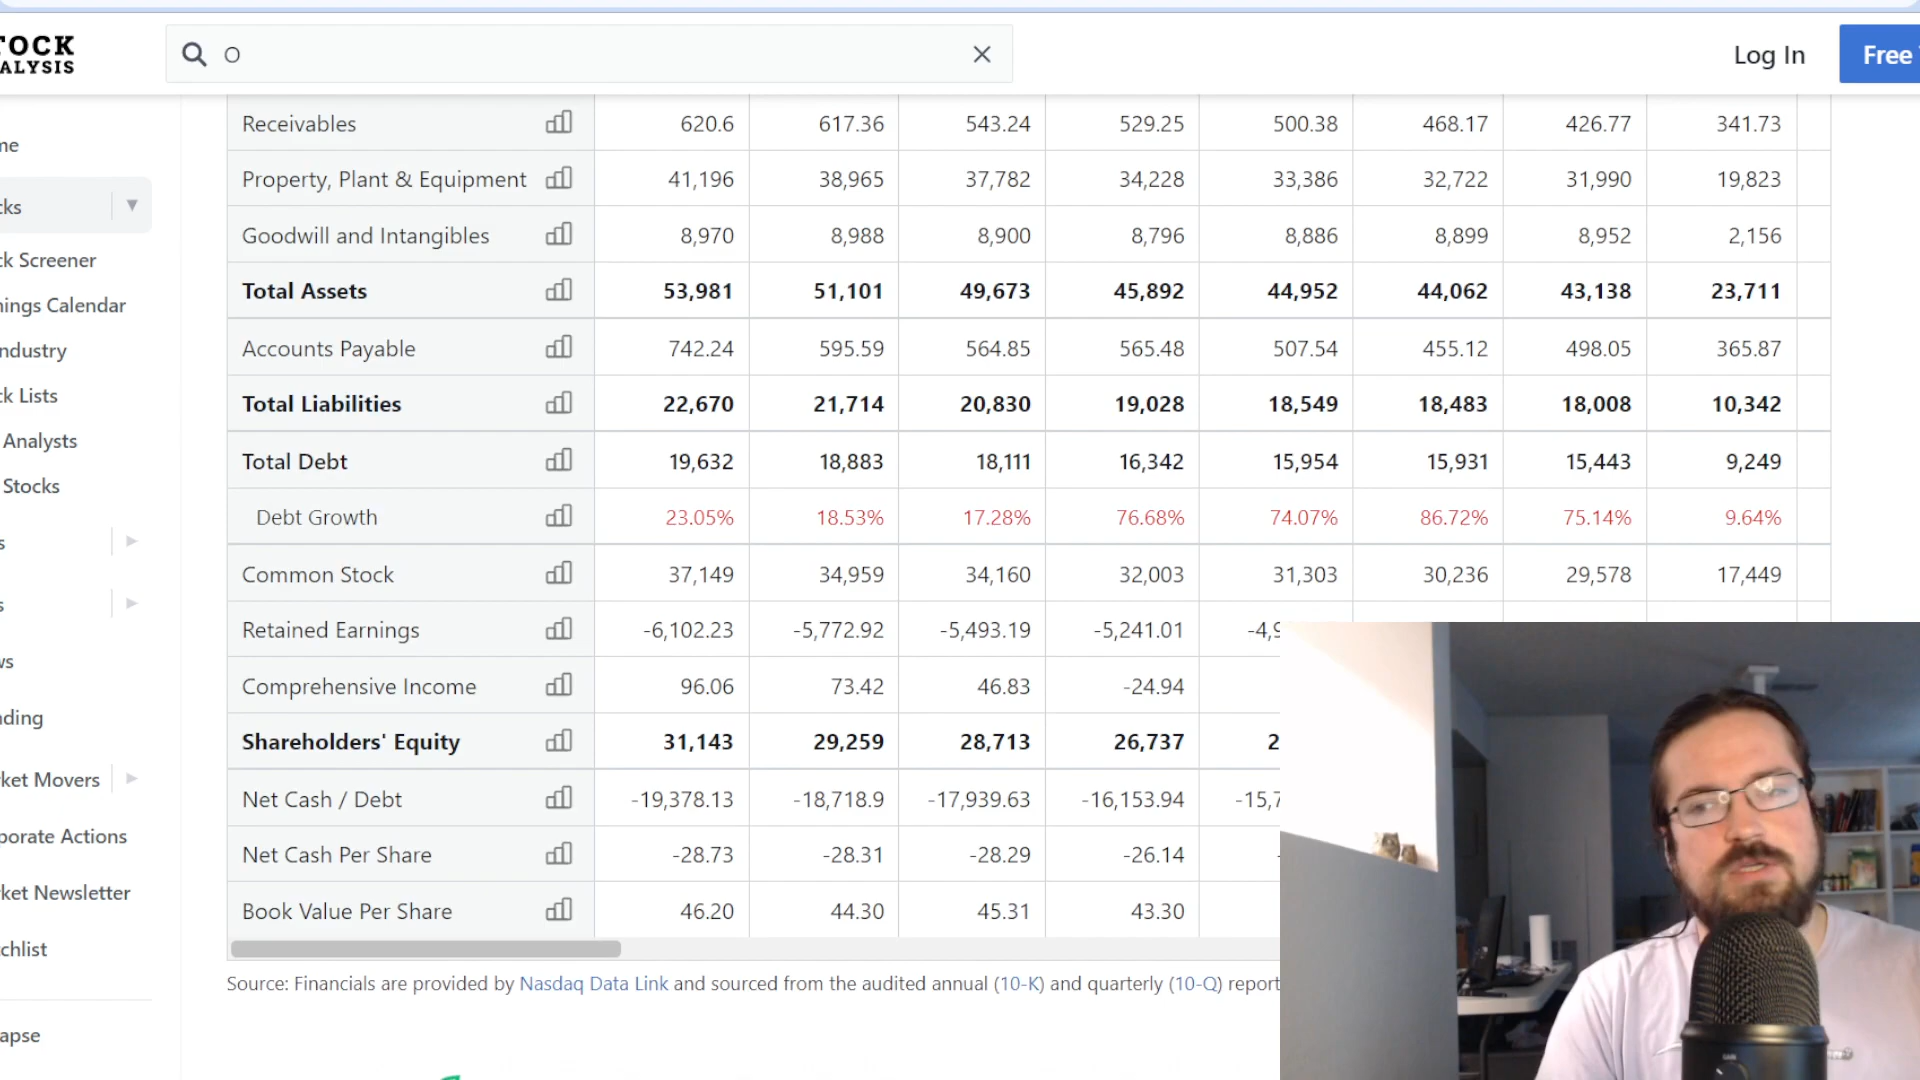 TOCK
ALYSIS
O
Log In
Free
me
cks
ck Screener
nings Calendar
ndustry
ck Lists
Analysts
Stocks
s
s
ws
nding
ket Movers
porate Actions
ket Newsletter
chlist
apse
Receivables 620.6 617.36 543.24 529.25 500.38 468.17 426.77 341.73
Property, Plant & Equipment 41,196 38,965 37,782 34,228 33,386 32,722 31,990 19,823
Goodwill and Intangibles 8,970 8,988 8,900 8,796 8,886 8,899 8,952 2,156
Total Assets 53,981 51,101 49,673 45,892 44,952 44,062 43,138 23,711
Accounts Payable 742.24 595.59 564.85 565.48 507.54 455.12 498.05 365.87
Total Liabilities 22,670 21,714 20,830 19,028 18,549 18,483 18,008 10,342
Total Debt 19,632 18,883 18,111 16,342 15,954 15,931 15,443 9,249
Debt Growth 23.05% 18.53% 17.28% 76.68% 74.07% 86.72% 75.14% 9.64%
Common Stock 37,149 34,959 34,160 32,003 31,303 30,236 29,578 17,449
Retained Earnings -6,102.23 -5,772.92 -5,493.19 -5,241.01 -4,9
Comprehensive Income 96.06 73.42 46.83 -24.94
Shareholders' Equity 31,143 29,259 28,713 26,737 2
Net Cash / Debt -19,378.13 -18,718.9 -17,939.63 -16,153.94 -15,7
Net Cash Per Share -28.73 -28.31 -28.29 -26.14 -
Book Value Per Share 46.20 44.30 45.31 43.30
Source: Financials are provided by Nasdaq Data Link and sourced from the audited annual (10-K) and quarterly (10-Q) report